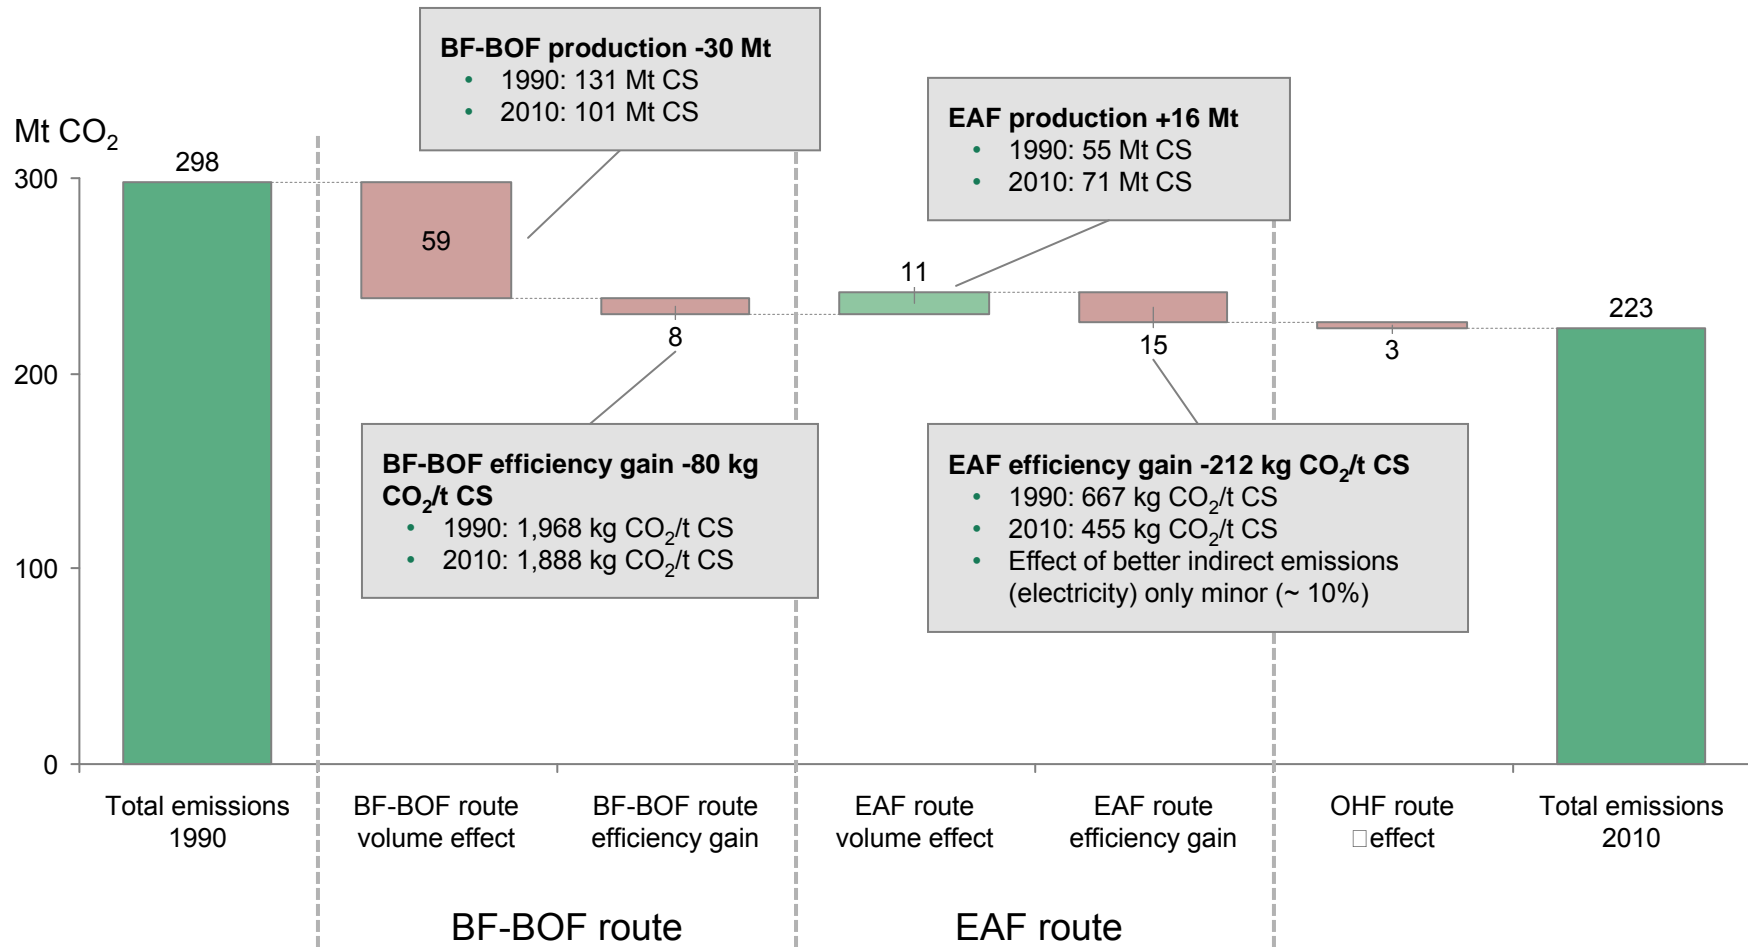 BF-BOF production -30 Mt
• 1990: 131 Mt CS
• 2010: 101 Mt CS
EAF production +16 Mt
• 1990: 55 Mt CS
• 2010: 71 Mt CS
Mt CO₂
298
300
59
11
8
15
3
223
200
BF-BOF efficiency gain -80 kg
CO₂/t CS
• 1990: 1,968 kg CO₂/t CS
• 2010: 1,888 kg CO₂/t CS
EAF efficiency gain -212 kg CO₂/t CS
• 1990: 667 kg CO₂/t CS
• 2010: 455 kg CO₂/t CS
• Effect of better indirect emissions
(electricity) only minor (~ 10%)
100
0
Total emissions
1990
BF-BOF route
volume effect
BF-BOF route
efficiency gain
EAF route
volume effect
EAF route
efficiency gain
OHF route
□effect
Total emissions
2010
BF-BOF route
EAF route